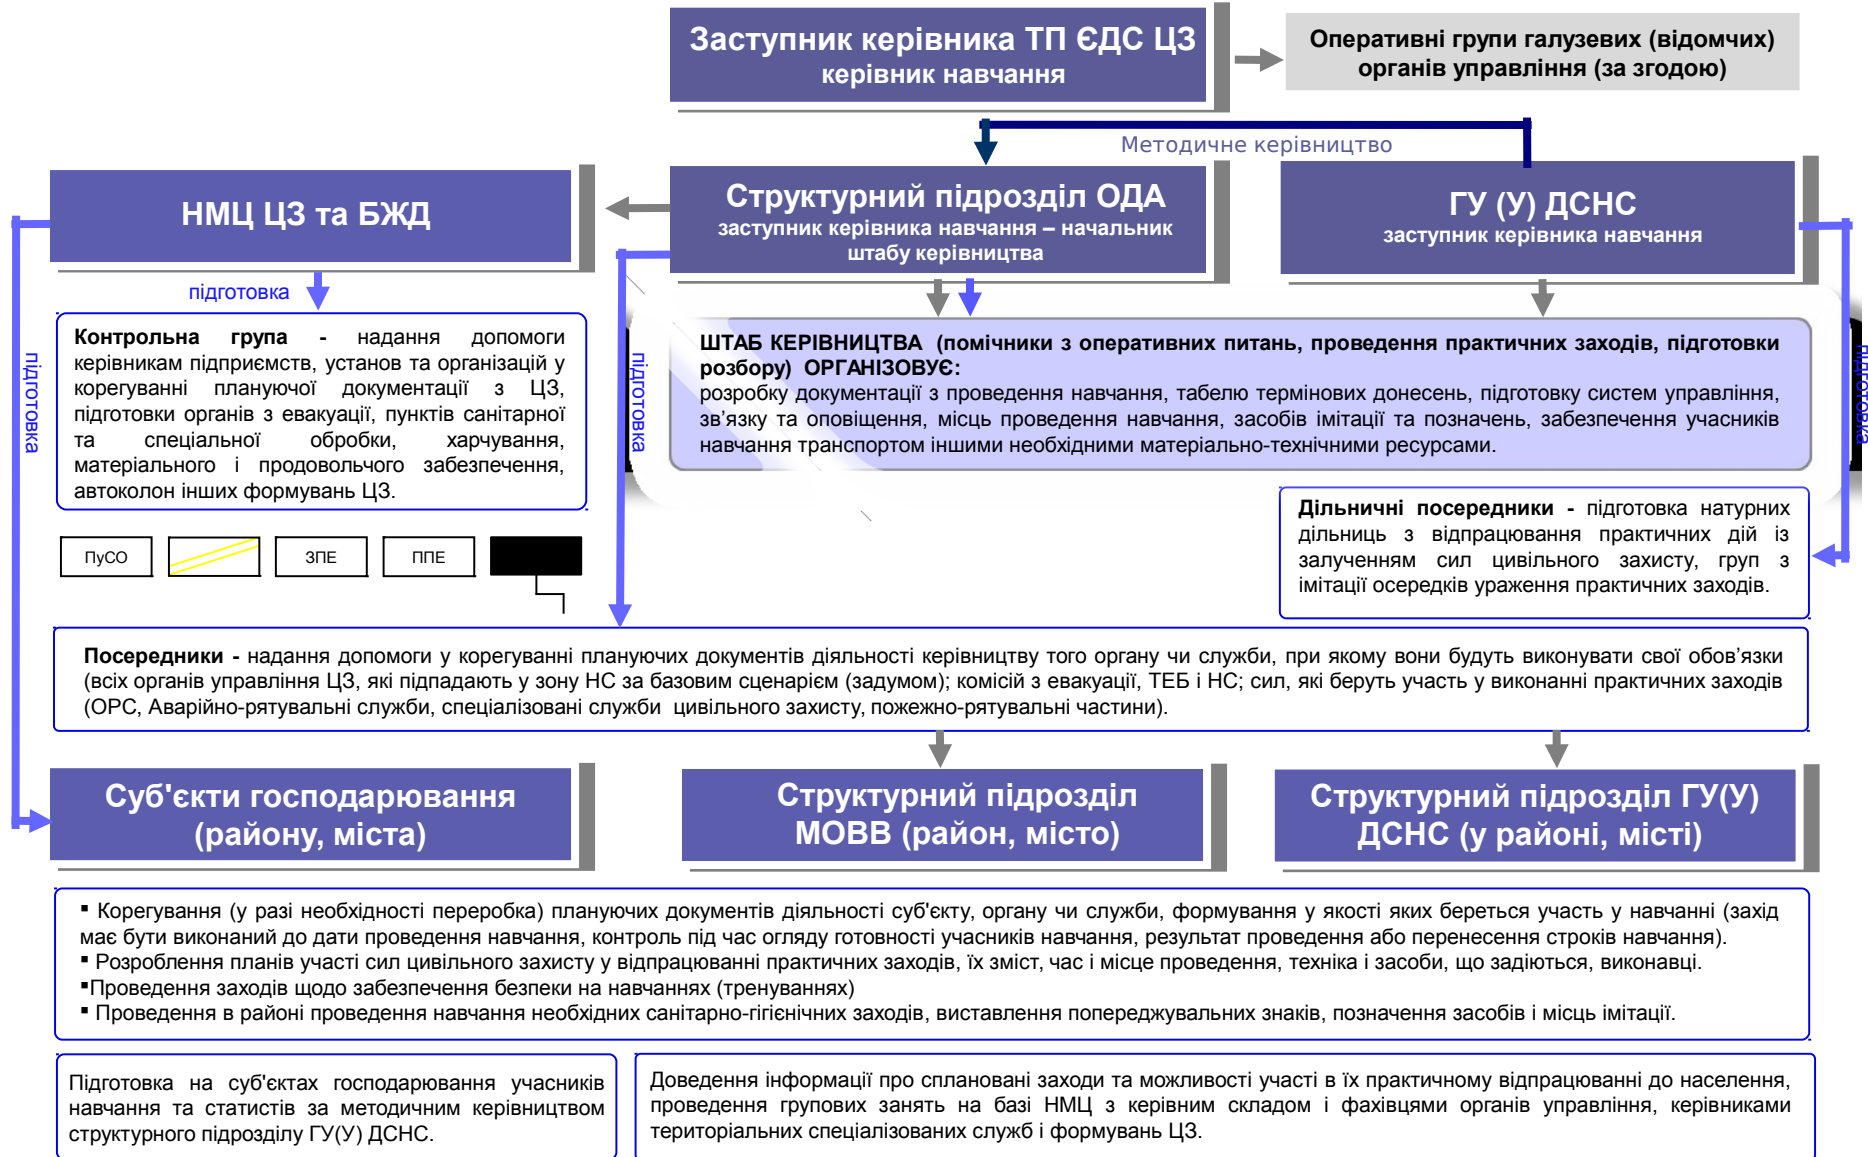 Заступник керівника ТП ЄДС ЦЗ
керівник навчання
Оперативні групи галузевих (відомчих)
органів управління (за згодою)
Методичне керівництво
НМЦ ЦЗ та БЖД
Структурний підрозділ ОДА
заступник керівника навчання – начальник
штабу керівництва
ГУ (У) ДСНС
заступник керівника навчання
підготовка
підготовка
Контрольна група - надання допомоги
керівникам підприємств, установ та організацій у
корегуванні плануючої документації з ЦЗ,
підготовки органів з евакуації, пунктів санітарної
та спеціальної обробки, харчування,
матеріального і продовольчого забезпечення,
автоколон інших формувань ЦЗ.
підготовка
ШТАБ КЕРІВНИЦТВА (помічники з оперативних питань, проведення практичних заходів, підготовки
розбору) ОРГАНІЗОВУЄ:
розробку документації з проведення навчання, табелю термінових донесень, підготовку систем управління,
зв’язку та оповіщення, місць проведення навчання, засобів імітації та позначень, забезпечення учасників
навчання транспортом іншими необхідними матеріально-технічними ресурсами.
підготовка
Дільничні посередники - підготовка натурних
дільниць з відпрацювання практичних дій із
залученням сил цивільного захисту, груп з
імітації осередків ураження практичних заходів.
ПуСО
ЗПЕ
ППЕ
Посередники - надання допомоги у корегуванні плануючих документів діяльності керівництву того органу чи служби, при якому вони будуть виконувати свої обов’язки
(всіх органів управління ЦЗ, які підпадають у зону НС за базовим сценарієм (задумом); комісій з евакуації, ТЕБ і НС; сил, які беруть участь у виконанні практичних заходів
(ОРС, Аварійно-рятувальні служби, спеціалізовані служби цивільного захисту, пожежно-рятувальні частини).
Суб'єкти господарювання
(району, міста)
Структурний підрозділ
МОВВ (район, місто)
Структурний підрозділ ГУ(У)
ДСНС (у районі, місті)
▪ Корегування (у разі необхідності переробка) плануючих документів діяльності суб'єкту, органу чи служби, формування у якості яких береться участь у навчанні (захід
має бути виконаний до дати проведення навчання, контроль під час огляду готовності учасників навчання, результат проведення або перенесення строків навчання).
▪ Розроблення планів участі сил цивільного захисту у відпрацюванні практичних заходів, їх зміст, час і місце проведення, техніка і засоби, що задіються, виконавці.
▪Проведення заходів щодо забезпечення безпеки на навчаннях (тренуваннях)
▪ Проведення в районі проведення навчання необхідних санітарно-гігієнічних заходів, виставлення попереджувальних знаків, позначення засобів і місць імітації.
Підготовка на суб'єктах господарювання учасників
навчання та статистів за методичним керівництвом
структурного підрозділу ГУ(У) ДСНС.
Доведення інформації про сплановані заходи та можливості участі в їх практичному відпрацюванні до населення,
проведення групових занять на базі НМЦ з керівним складом і фахівцями органів управління, керівниками
територіальних спеціалізованих служб і формувань ЦЗ.